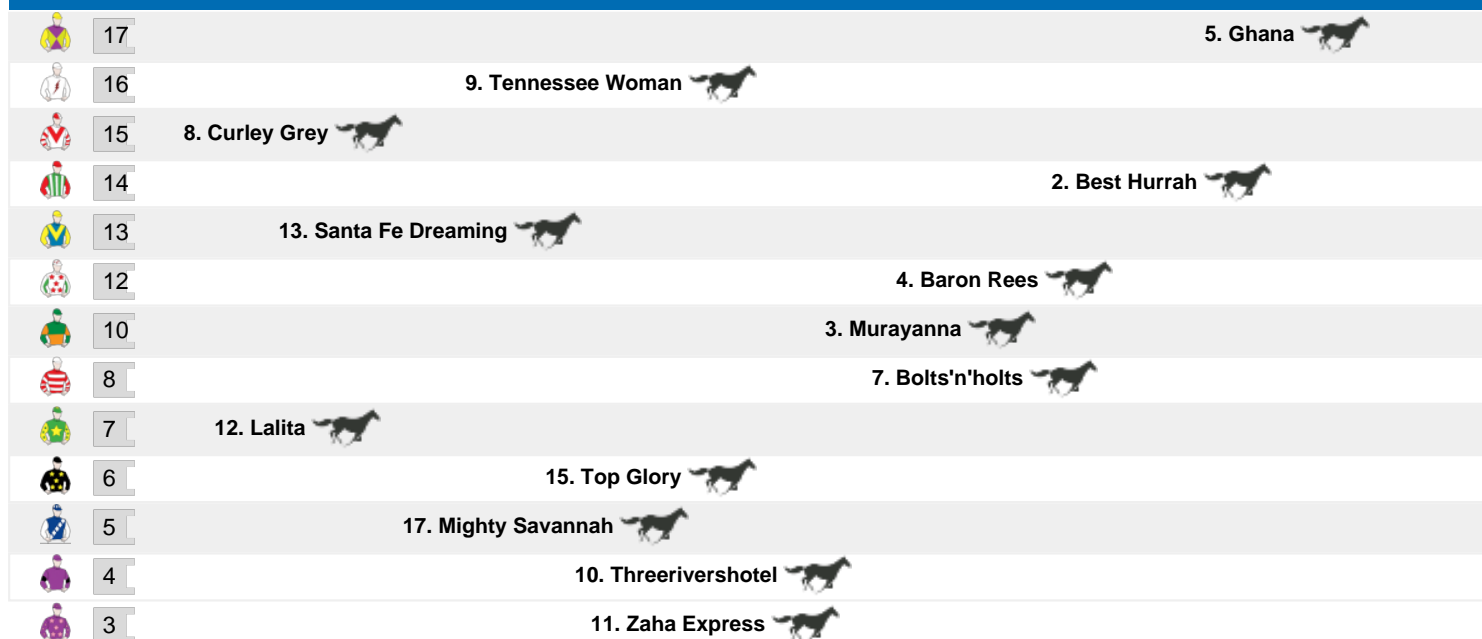 17 5. Ghana
16 9. Tennessee Woman
15 8. Curley Grey
14 2. Best Hurrah
13 13. Santa Fe Dreaming
12 4. Baron Rees
10 3. Murayanna
8 7. Bolts'n'holts
7 12. Lalita
6 15. Top Glory
5 17. Mighty Savannah
4 10. Threerivershotel
3 11. Zaha Express